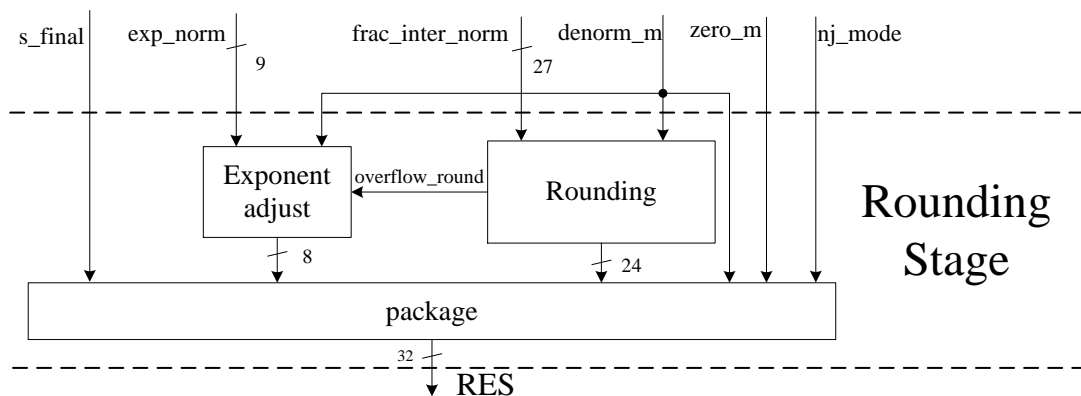 s_final
exp_norm
frac_inter_norm
denorm_m
zero_m
nj_mode
9
27
Exponent
adjust
overflow_round
Rounding
Rounding
Stage
8
24
package
32
RES